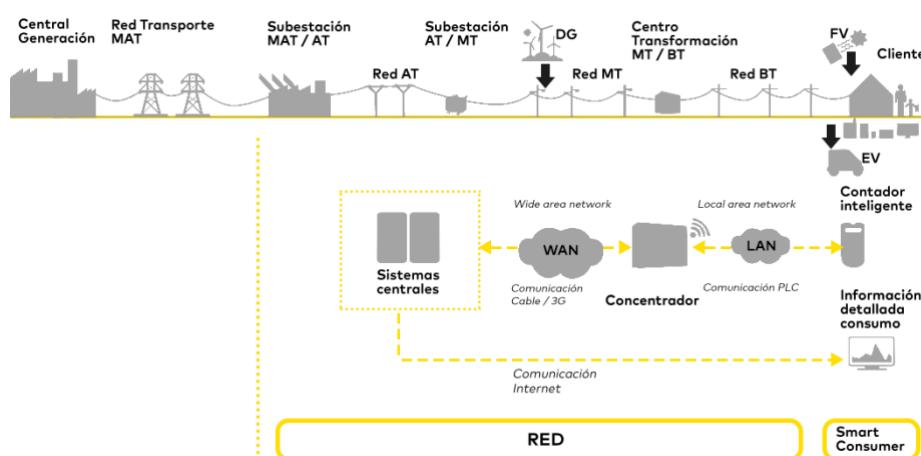 Central
Generación
Red Transporte
MAT
Subestación
MAT / AT
Red AT
Subestación
AT / MT
DG
Red MT
Centro
Transformación
MT / BT
Red BT
FV
Cliente
EV
Contador
inteligente
Wide area network
Local area network
WAN
LAN
Sistemas
centrales
Comunicación
Cable / 3G
Concentrador
Comunicación PLC
Información
detallada
consumo
Comunicación
Internet
RED
Smart
Consumer